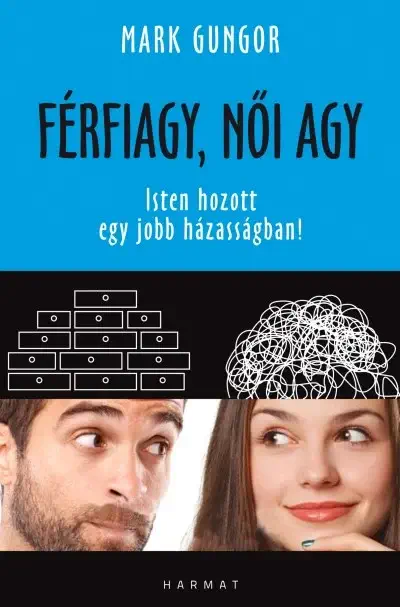 MARK GUNGOR
FÉRFIAGY, NŐI AGY
Isten hozott
egy jobb házasságban!
HARMAT